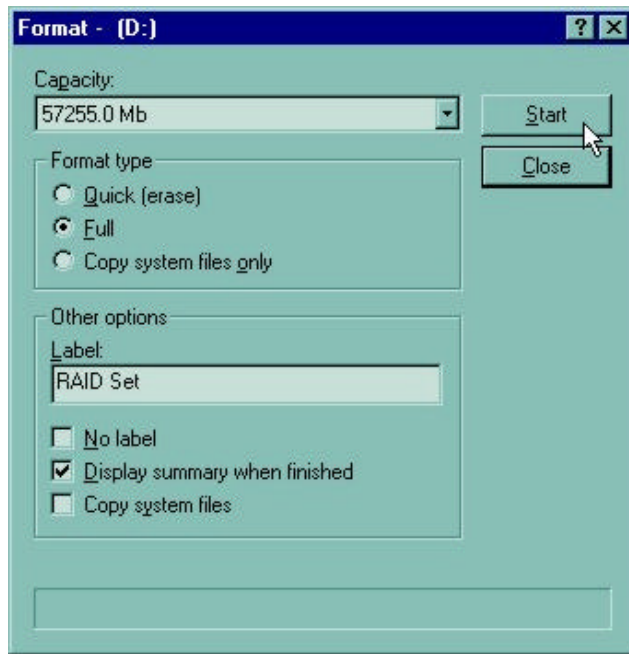 Format - (D:)
Capacity:
57255.0 Mb
Start
Close
Format type
Quick (erase)
Full
Copy system files only
Other options
Label:
RAID Set
No label
Display summary when finished
Copy system files